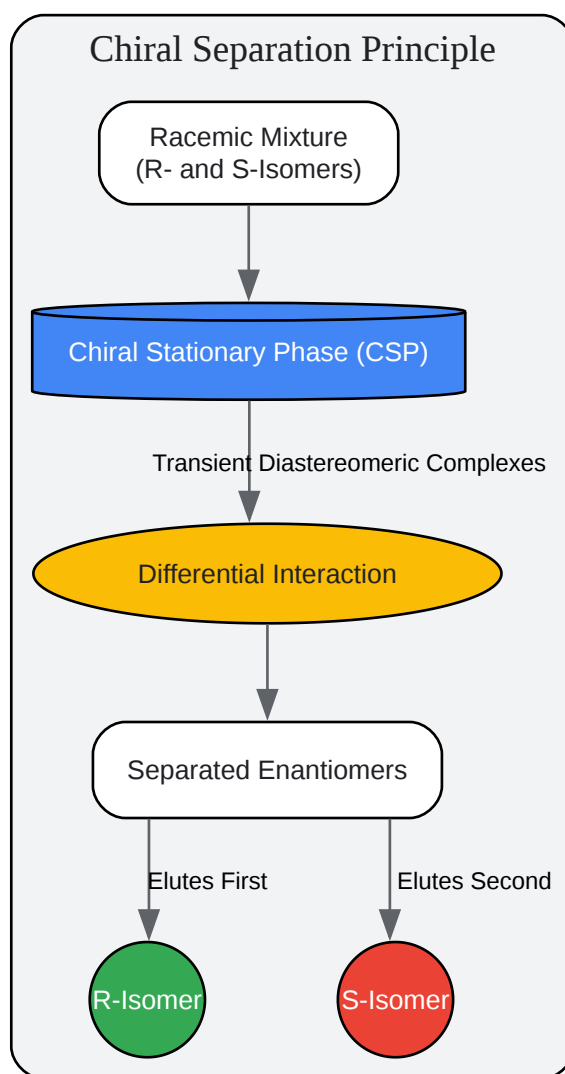 Chiral Separation Principle
Racemic Mixture
(R- and S-Isomers)
Chiral Stationary Phase (CSP)
Transient Diastereomeric Complexes
Differential Interaction
Separated Enantiomers
Elutes First
Elutes Second
R-Isomer
S-Isomer